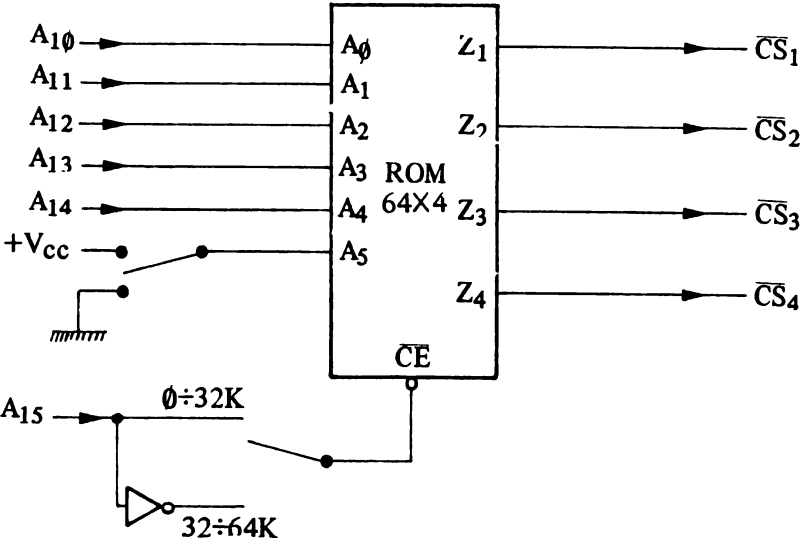 A10 A0 Z1 CS1
A11 A1
A12 A2 Z2 CS2
A13 A3 ROM
A14 A4 64X4 Z3 CS3
+Vcc A5
Z4 CS4
CE
A15 0÷32K
32÷64K